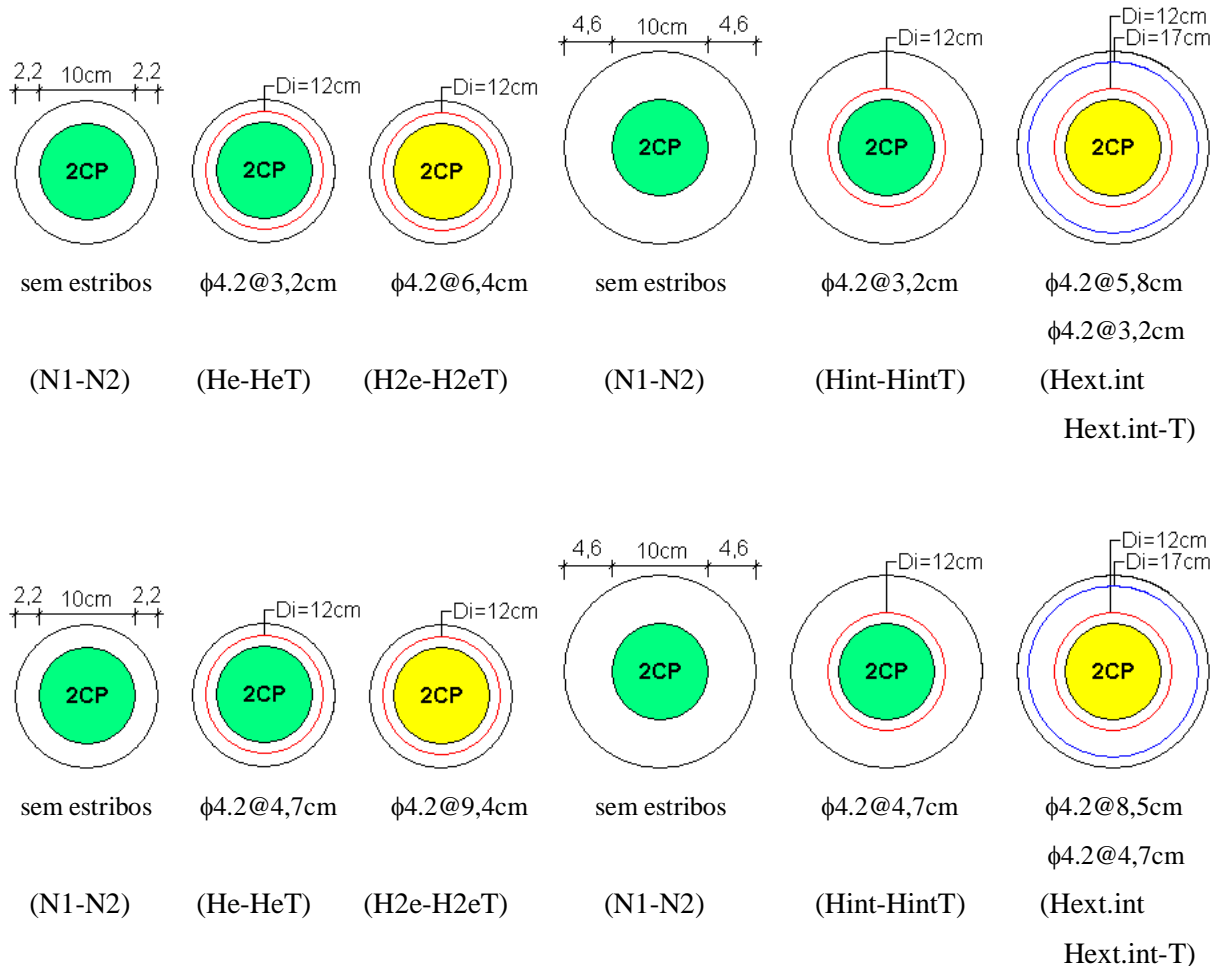 4,6 10cm 4,6 Di=12cm Di=12cm
Di=17cm
2,2 10cm 2,2 Di=12cm Di=12cm
2CP 2CP 2CP 2CP 2CP 2CP
sem estribos ϕ4.2@3,2cm ϕ4.2@6,4cm sem estribos ϕ4.2@3,2cm ϕ4.2@5,8cm
ϕ4.2@3,2cm
(N1-N2) (He-HeT) (H2e-H2eT) (N1-N2) (Hint-HintT) (Hext.int
Hext.int-T)
4,6 10cm 4,6 Di=12cm Di=12cm
Di=17cm
2,2 10cm 2,2 Di=12cm Di=12cm
2CP 2CP 2CP 2CP 2CP 2CP
sem estribos ϕ4.2@4,7cm ϕ4.2@9,4cm sem estribos ϕ4.2@4,7cm ϕ4.2@8,5cm
ϕ4.2@4,7cm
(N1-N2) (He-HeT) (H2e-H2eT) (N1-N2) (Hint-HintT) (Hext.int
Hext.int-T)